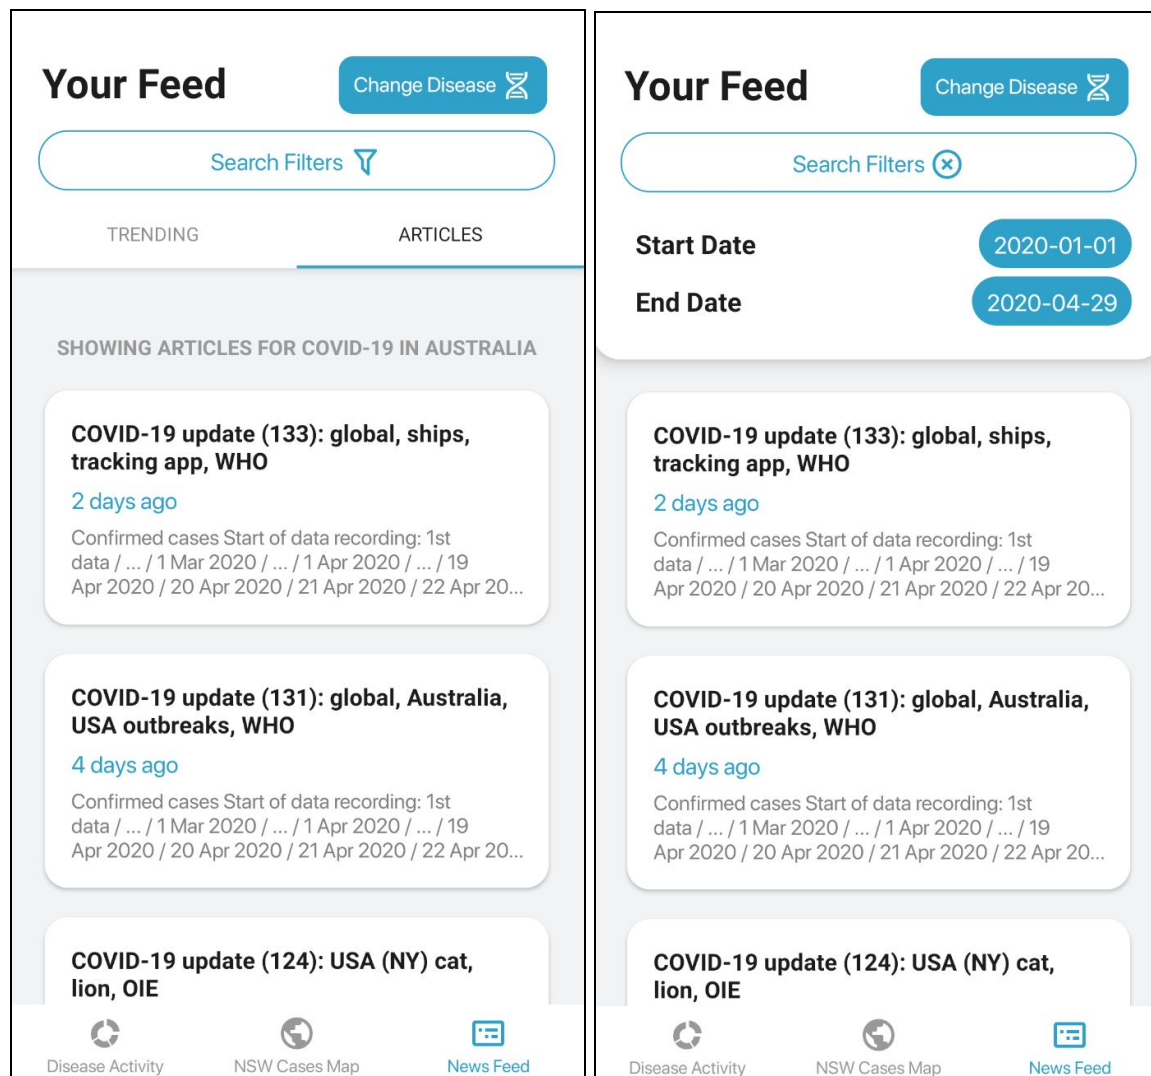 Your Feed
Change Disease
Search Filters
TRENDING
ARTICLES
SHOWING ARTICLES FOR COVID-19 IN AUSTRALIA
COVID-19 update (133): global, ships,
tracking app, WHO
2 days ago
Confirmed cases Start of data recording: 1st
data / ... / 1 Mar 2020 / ... / 1 Apr 2020 / ... / 19
Apr 2020 / 20 Apr 2020 / 21 Apr 2020 / 22 Apr 20...
COVID-19 update (131): global, Australia,
USA outbreaks, WHO
4 days ago
Confirmed cases Start of data recording: 1st
data / ... / 1 Mar 2020 / ... / 1 Apr 2020 / ... / 19
Apr 2020 / 20 Apr 2020 / 21 Apr 2020 / 22 Apr 20...
COVID-19 update (124): USA (NY) cat,
lion, OIE
Disease Activity
NSW Cases Map
News Feed
Your Feed
Change Disease
Search Filters
Start Date
2020-01-01
End Date
2020-04-29
COVID-19 update (133): global, ships,
tracking app, WHO
2 days ago
Confirmed cases Start of data recording: 1st
data / ... / 1 Mar 2020 / ... / 1 Apr 2020 / ... / 19
Apr 2020 / 20 Apr 2020 / 21 Apr 2020 / 22 Apr 20...
COVID-19 update (131): global, Australia,
USA outbreaks, WHO
4 days ago
Confirmed cases Start of data recording: 1st
data / ... / 1 Mar 2020 / ... / 1 Apr 2020 / ... / 19
Apr 2020 / 20 Apr 2020 / 21 Apr 2020 / 22 Apr 20...
COVID-19 update (124): USA (NY) cat,
lion, OIE
Disease Activity
NSW Cases Map
News Feed